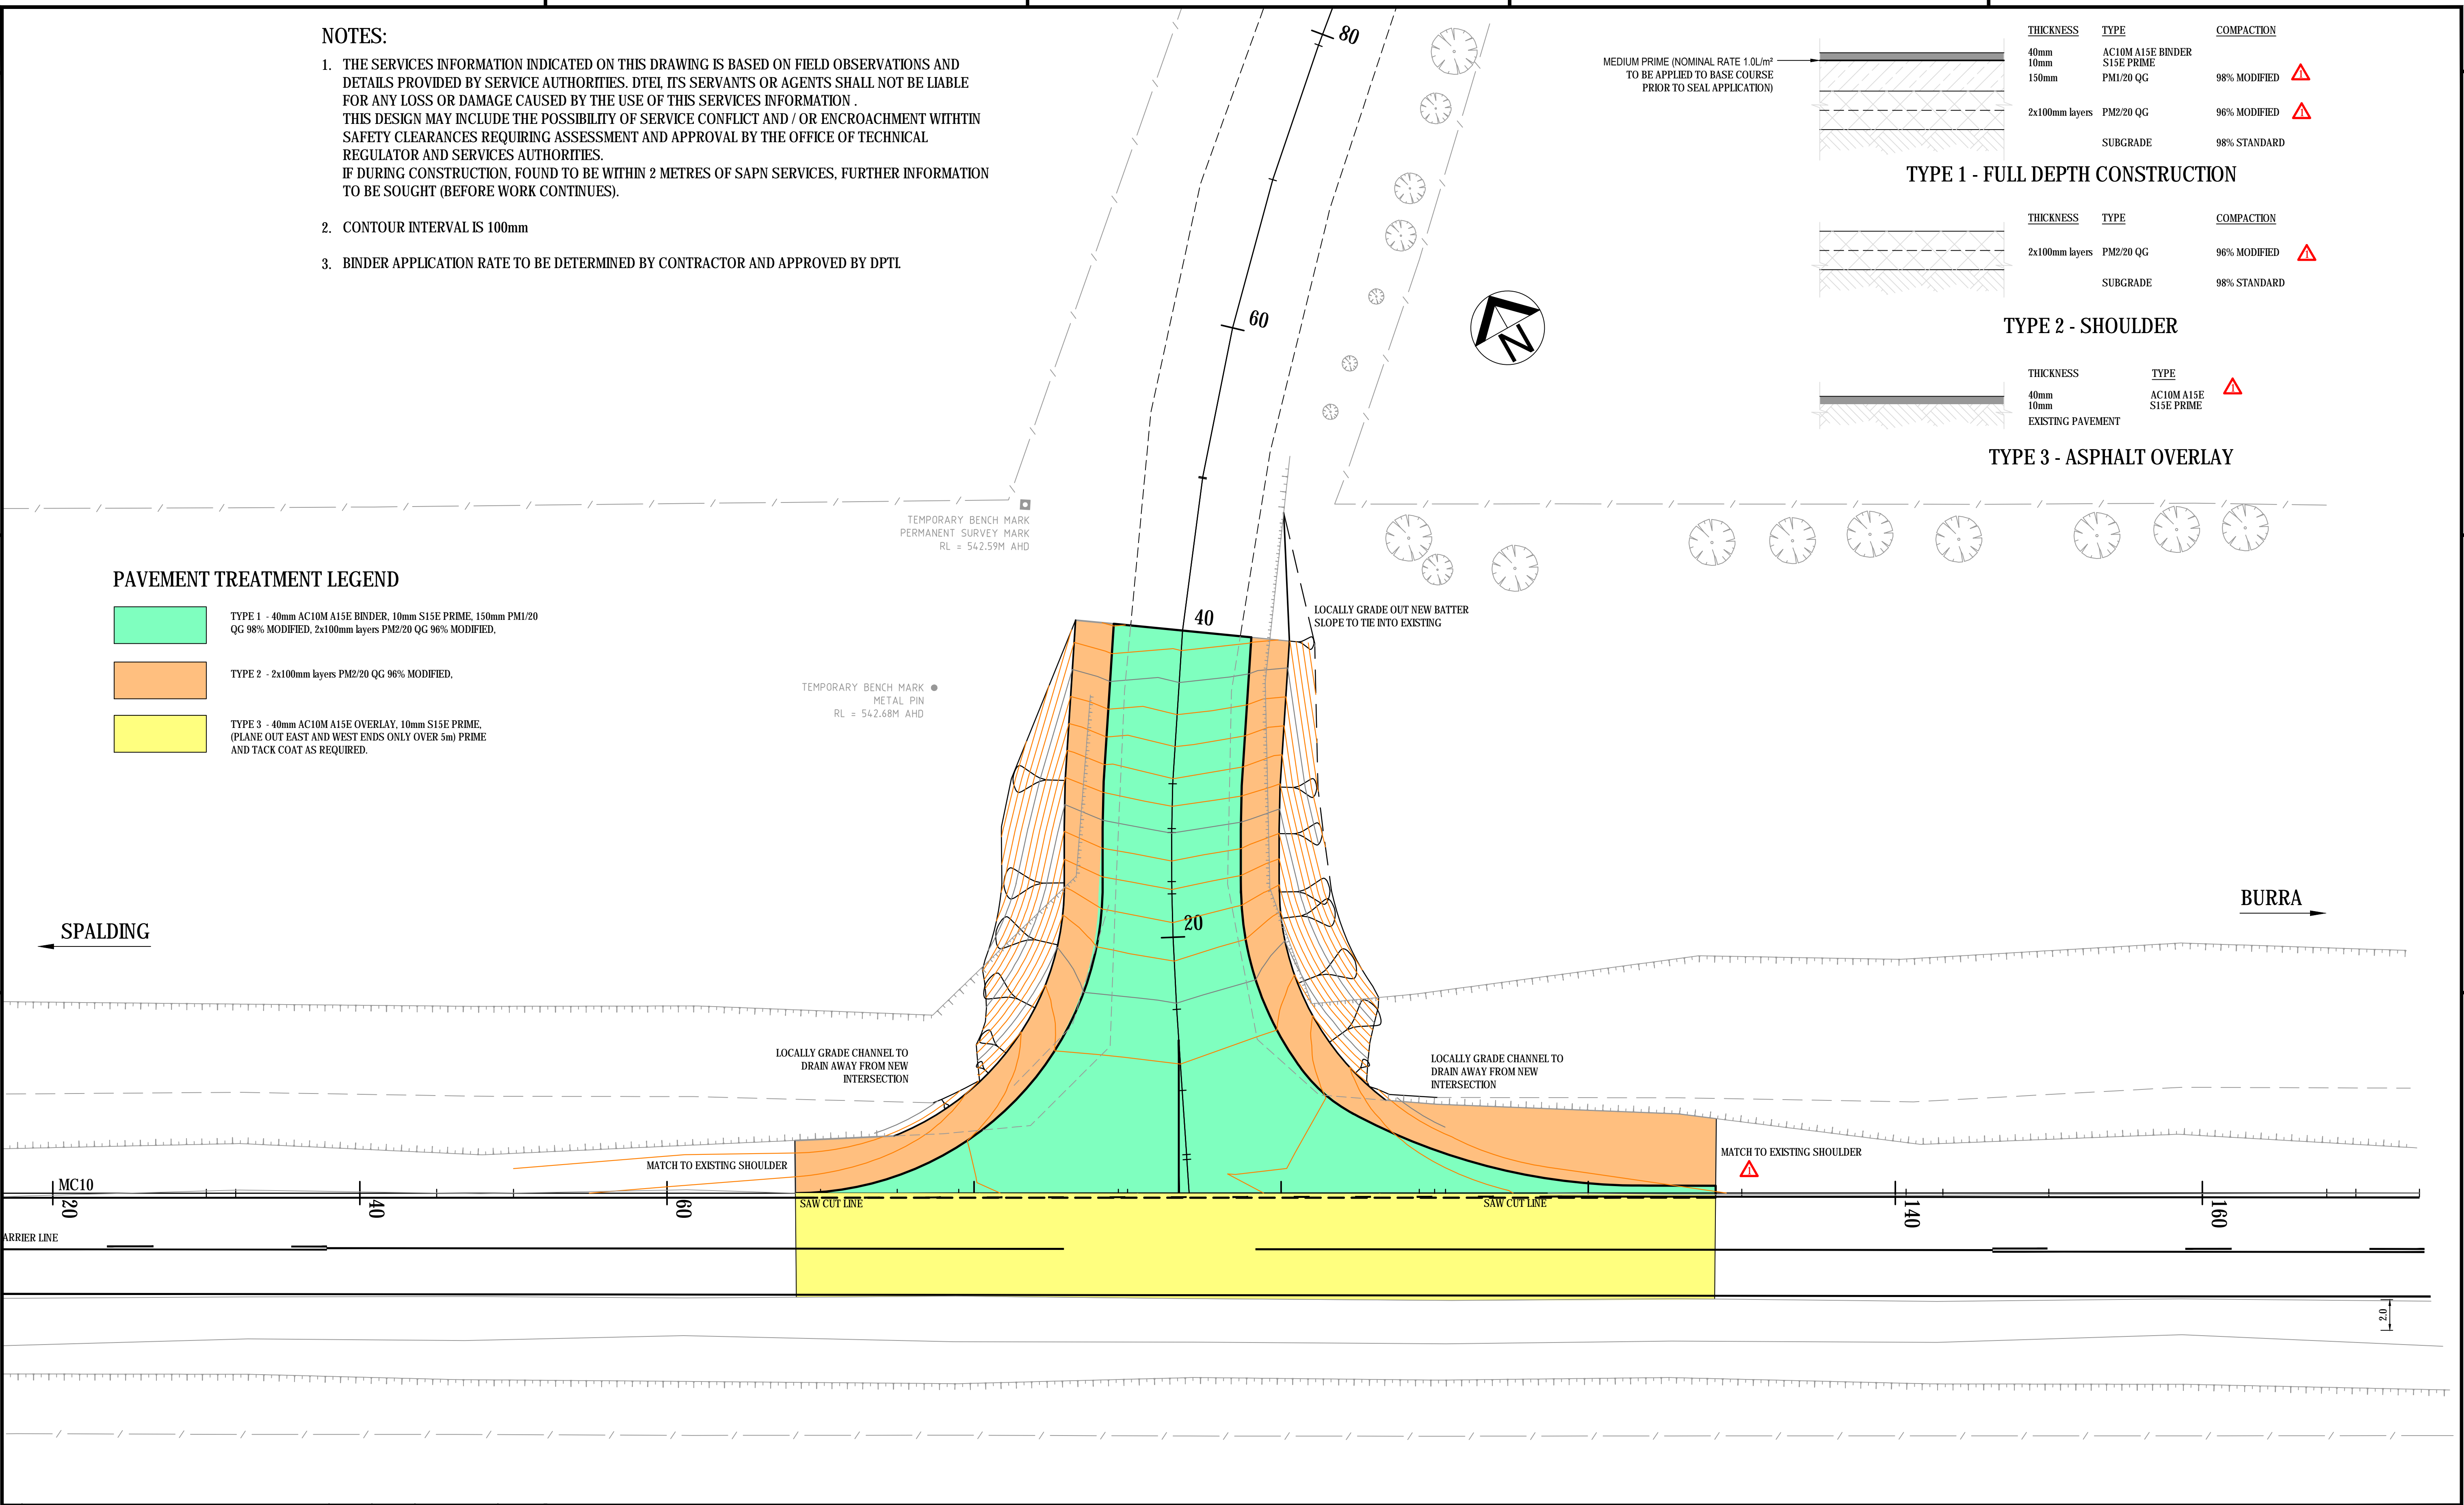 NOTES:
1. THE SERVICES INFORMATION INDICATED ON THIS DRAWING IS BASED ON FIELD OBSERVATIONS AND
DETAILS PROVIDED BY SERVICE AUTHORITIES. DTEI, ITS SERVANTS OR AGENTS SHALL NOT BE LIABLE
FOR ANY LOSS OR DAMAGE CAUSED BY THE USE OF THIS SERVICES INFORMATION .
THIS DESIGN MAY INCLUDE THE POSSIBILITY OF SERVICE CONFLICT AND / OR ENCROACHMENT WITHTIN
SAFETY CLEARANCES REQUIRING ASSESSMENT AND APPROVAL BY THE OFFICE OF TECHNICAL
REGULATOR AND SERVICES AUTHORITIES.
IF DURING CONSTRUCTION, FOUND TO BE WITHIN 2 METRES OF SAPN SERVICES, FURTHER INFORMATION
TO BE SOUGHT (BEFORE WORK CONTINUES).
2. CONTOUR INTERVAL IS 100mm
3. BINDER APPLICATION RATE TO BE DETERMINED BY CONTRACTOR AND APPROVED BY DPTI.
80
60
N
MEDIUM PRIME (NOMINAL RATE 1.0L/m²
TO BE APPLIED TO BASE COURSE
PRIOR TO SEAL APPLICATION)
THICKNESS TYPE COMPACTION
40mm AC10M A15E BINDER
10mm S15E PRIME
150mm PM1/20 QG 98% MODIFIED 1
2x100mm layers PM2/20 QG 96% MODIFIED 1
SUBGRADE 98% STANDARD
TYPE 1 - FULL DEPTH CONSTRUCTION
THICKNESS TYPE COMPACTION
2x100mm layers PM2/20 QG 96% MODIFIED 1
SUBGRADE 98% STANDARD
TYPE 2 - SHOULDER
THICKNESS TYPE
1
40mm AC10M A15E
10mm S15E PRIME
EXISTING PAVEMENT
TYPE 3 - ASPHALT OVERLAY
TEMPORARY BENCH MARK
PERMANENT SURVEY MARK
RL = 542.59M AHD
PAVEMENT TREATMENT LEGEND
TYPE 1 - 40mm AC10M A15E BINDER, 10mm S15E PRIME, 150mm PM1/20
QG 98% MODIFIED, 2x100mm layers PM2/20 QG 96% MODIFIED,
TYPE 2 - 2x100mm layers PM2/20 QG 96% MODIFIED,
TYPE 3 - 40mm AC10M A15E OVERLAY, 10mm S15E PRIME,
(PLANE OUT EAST AND WEST ENDS ONLY OVER 5m) PRIME
AND TACK COAT AS REQUIRED.
40
LOCALLY GRADE OUT NEW BATTER
SLOPE TO TIE INTO EXISTING
TEMPORARY BENCH MARK
METAL PIN
RL = 542.68M AHD
20
SPALDING
BURRA
LOCALLY GRADE CHANNEL TO
DRAIN AWAY FROM NEW
INTERSECTION
LOCALLY GRADE CHANNEL TO
DRAIN AWAY FROM NEW
INTERSECTION
MATCH TO EXISTING SHOULDER
MATCH TO EXISTING SHOULDER
1
MC10
20
40
60
140
160
SAW CUT LINE
SAW CUT LINE
ARRIER LINE
2.0